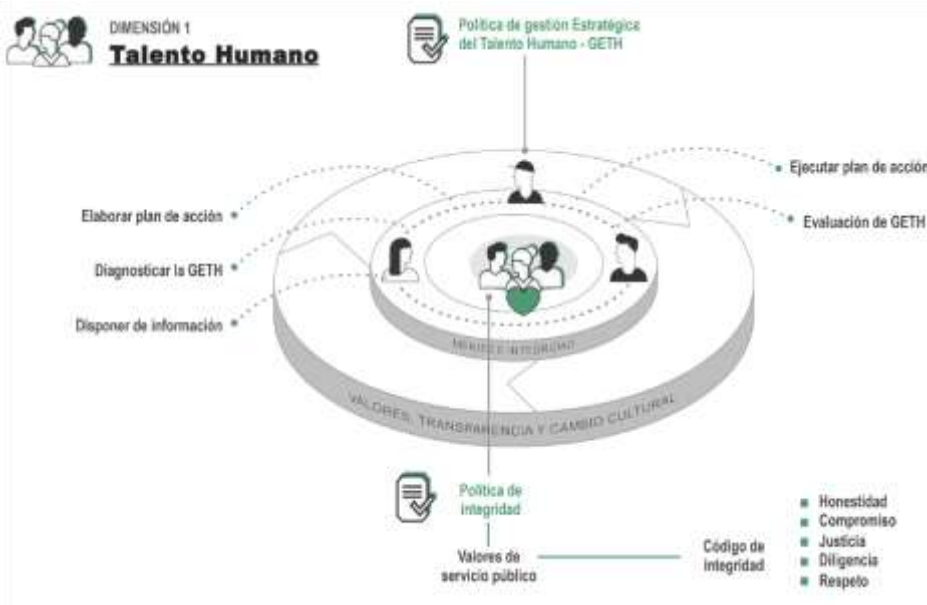 DIMENSIÓN 1
Talento Humano
Política de gestión Estratégica
del Talento Humano - GETH
Ejecutar plan de acción
Elaborar plan de acción
Evaluación de GETH
Diagnosticar la GETH
Disponer de información
MÉRITO E INTEGRIDAD
VALORES, TRANSPARENCIA Y CAMBIO CULTURAL
Política de
integridad
Valores de
servicio público
Código de
integridad
Honestidad
Compromiso
Justicia
Diligencia
Respeto